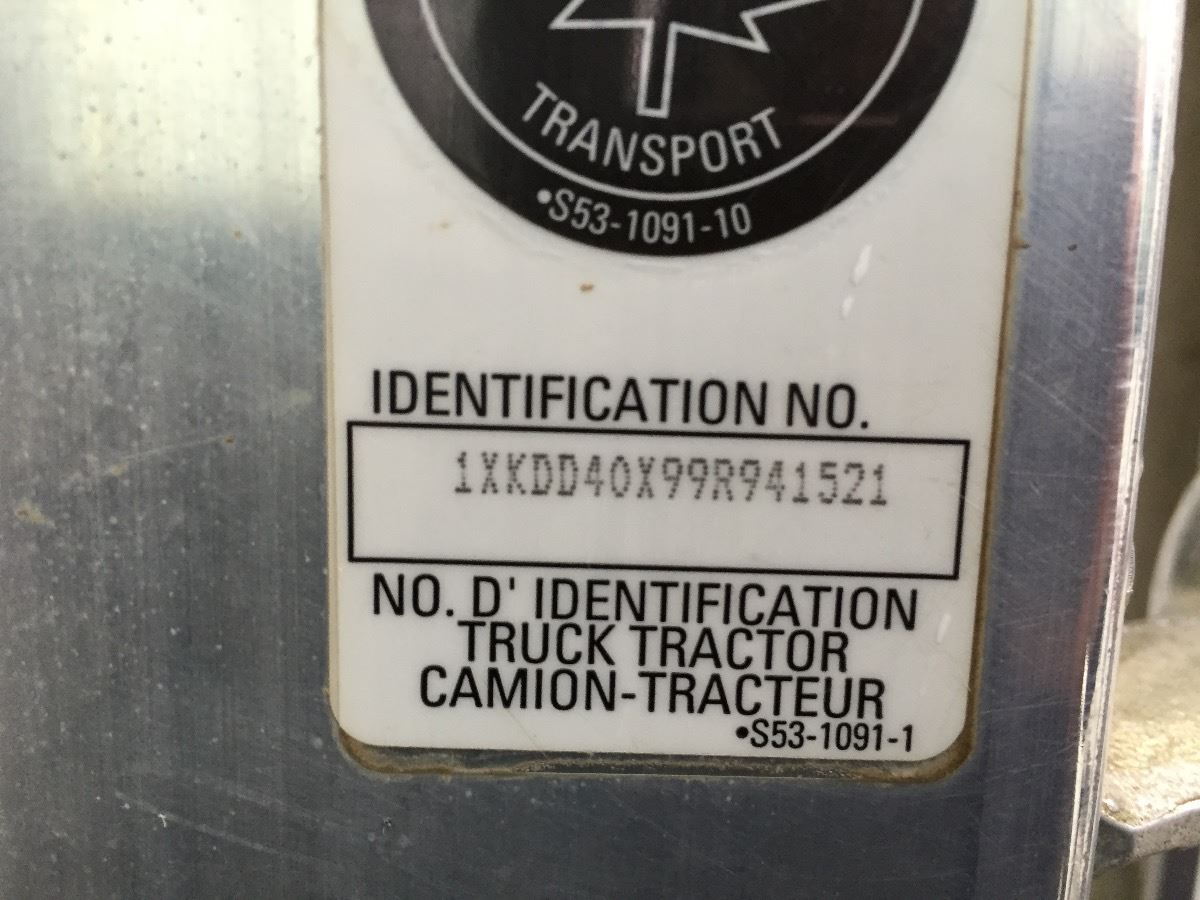 TRANSPORT
•S53-1091-10
IDENTIFICATION NO.
1XKDD40X99R941521
NO. D' IDENTIFICATION
TRUCK TRACTOR
CAMION-TRACTEUR
•S53-1091-1